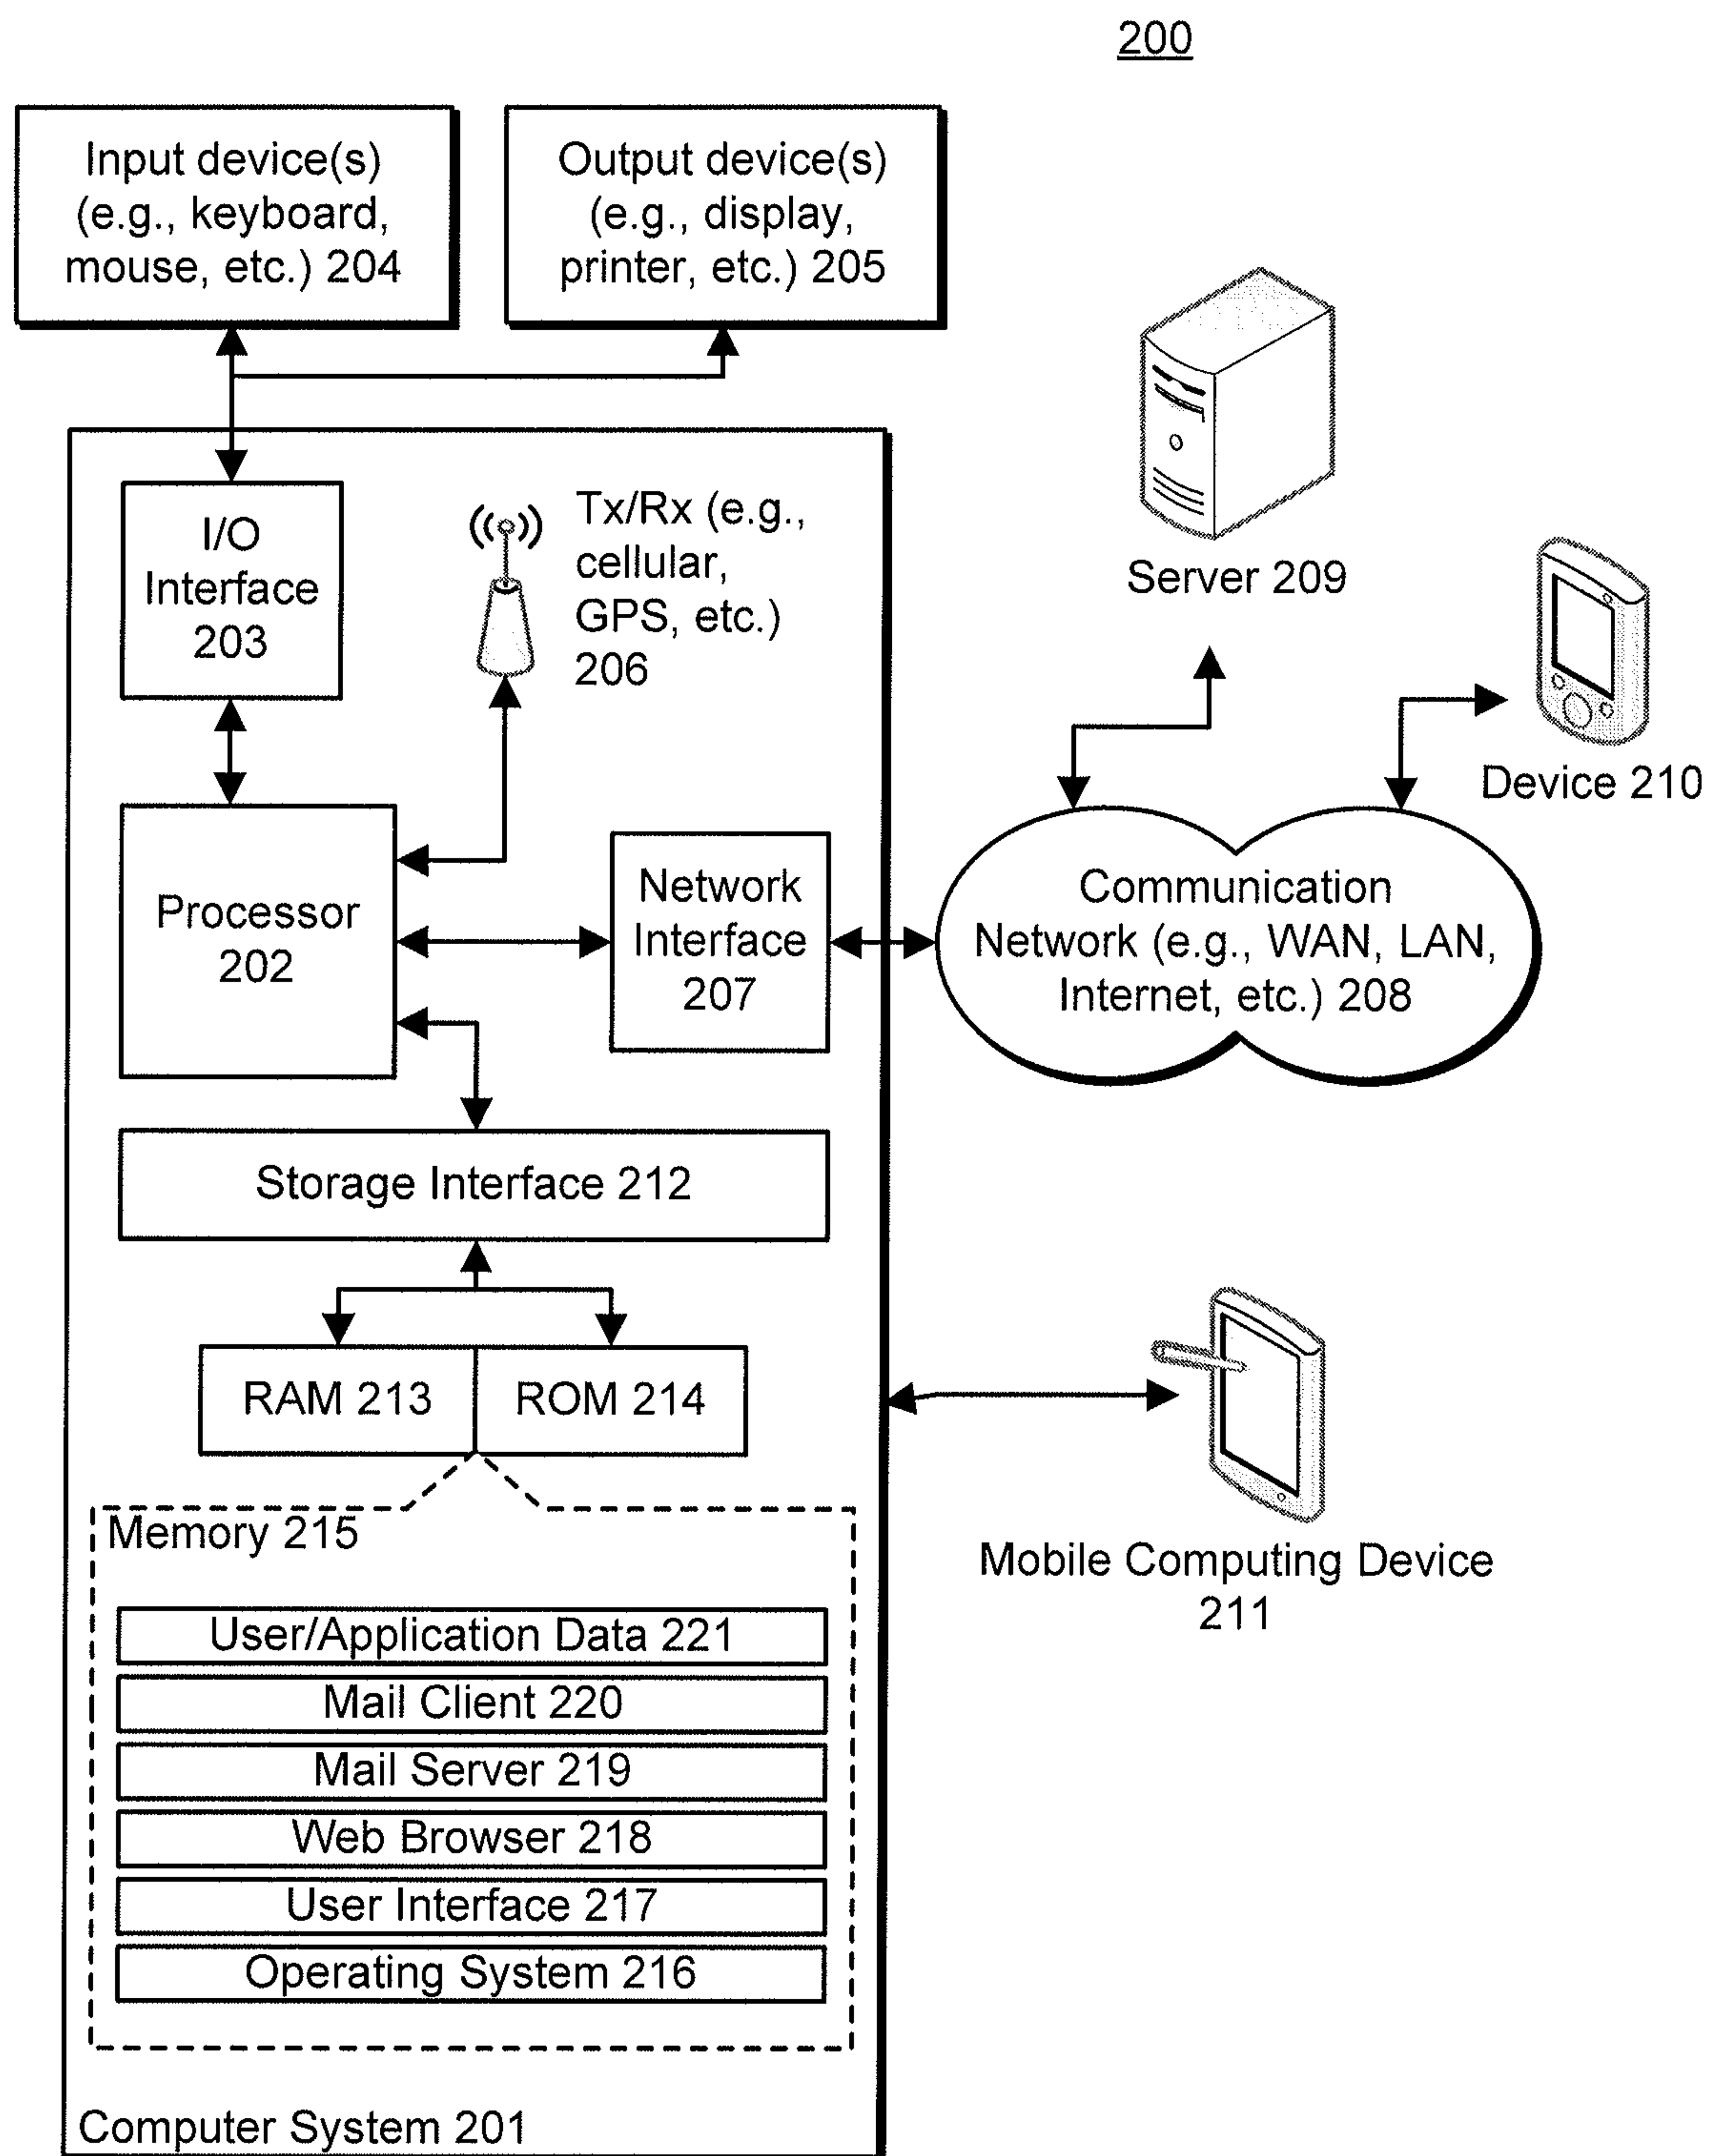 200
Input device(s)
(e.g., keyboard,
mouse, etc.) 204
Output device(s)
(e.g., display,
printer, etc.) 205
I/O
Interface
203
Tx/Rx (e.g.,
cellular,
GPS, etc.)
206
Server 209
Device 210
Processor
202
Network
Interface
207
Communication
Network (e.g., WAN, LAN,
Internet, etc.) 208
Storage Interface 212
RAM 213
ROM 214
Memory 215
Mobile Computing Device
211
User/Application Data 221
Mail Client 220
Mail Server 219
Web Browser 218
User Interface 217
Operating System 216
Computer System 201